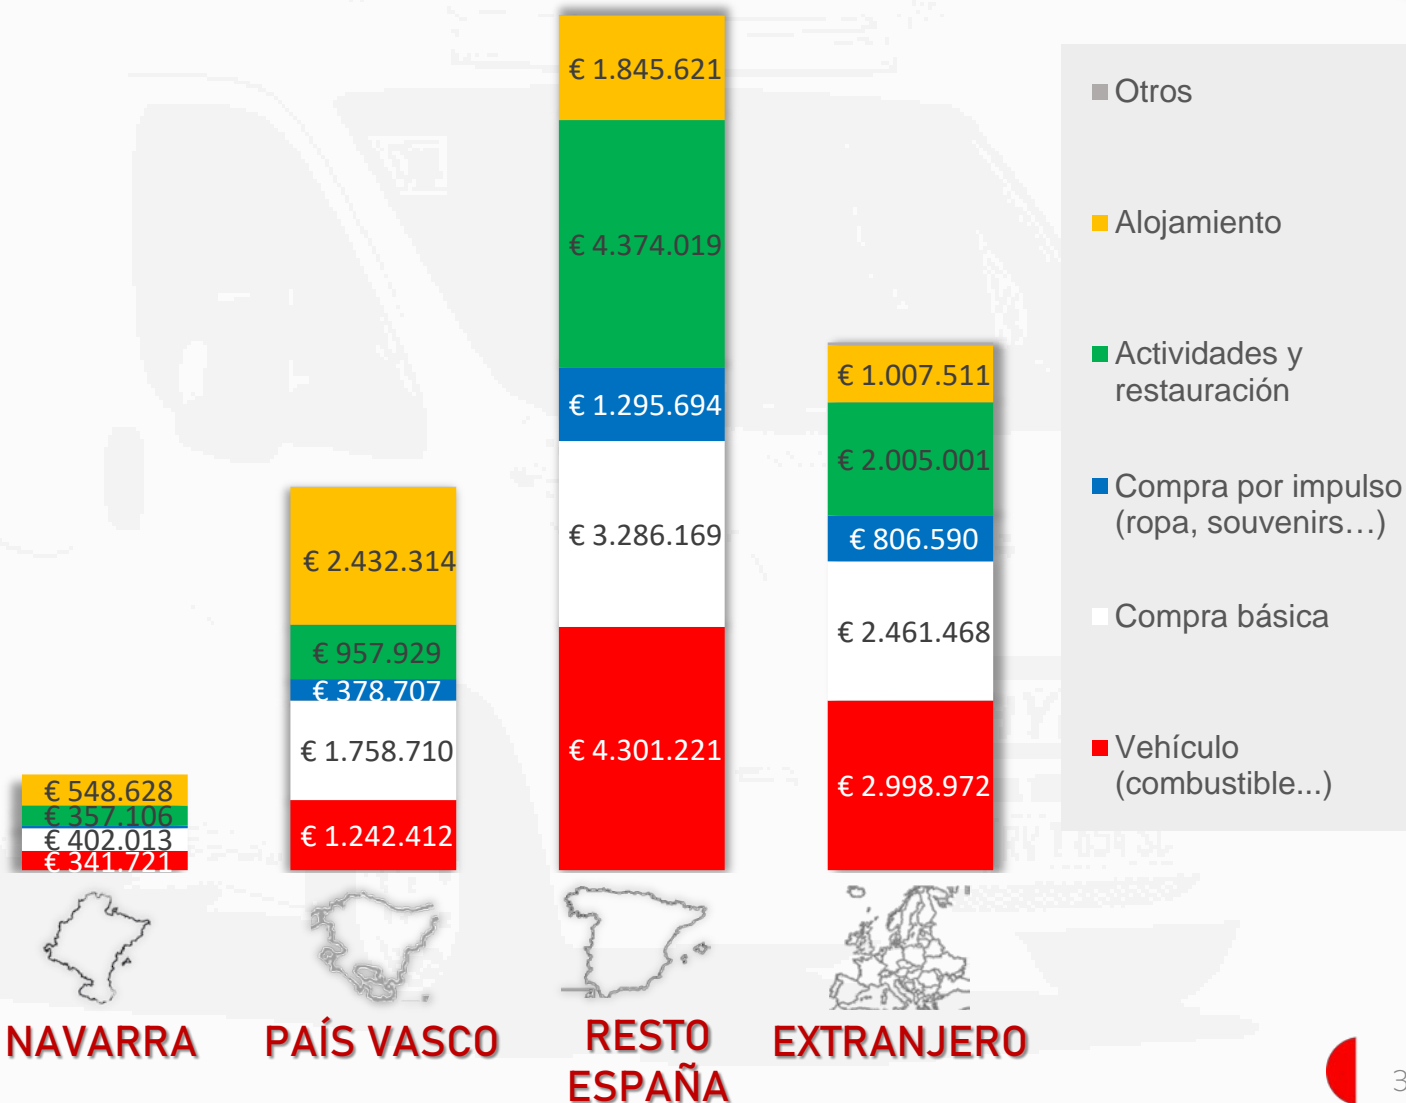 € 548.628
€ 357.106
€ 402.013
€ 341.721
€ 2.432.314
€ 957.929
€ 378.707
€ 1.758.710
€ 1.242.412
€ 1.845.621
€ 4.374.019
€ 1.295.694
€ 3.286.169
€ 4.301.221
€ 1.007.511
€ 2.005.001
€ 806.590
€ 2.461.468
€ 2.998.972
NAVARRA
PAÍS VASCO
RESTO
ESPAÑA
EXTRANJERO
Otros
Alojamiento
Actividades y
restauración
Compra por impulso
(ropa, souvenirs…)
Compra básica
Vehículo
(combustible...)